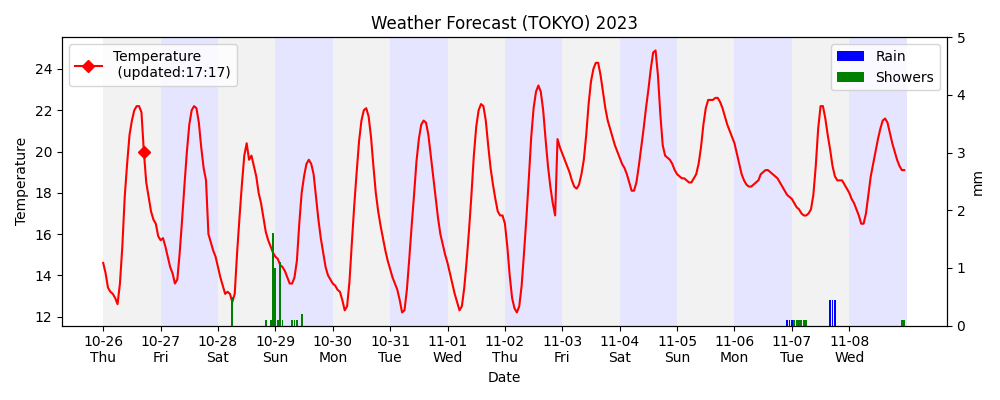 Weather Forecast (TOKYO) 2023
Temperature
(updated:17:17)
Rain
Showers
Temperature
24
22
20
18
16
14
12
5
4
3
2
1
0
mm
10-26 10-27 10-28 10-29 10-30 10-31 11-01 11-02 11-03 11-04 11-05 11-06 11-07 11-08
Thu Fri Sat Sun Mon Tue Wed Thu Fri Sat Sun Mon Tue Wed
Date